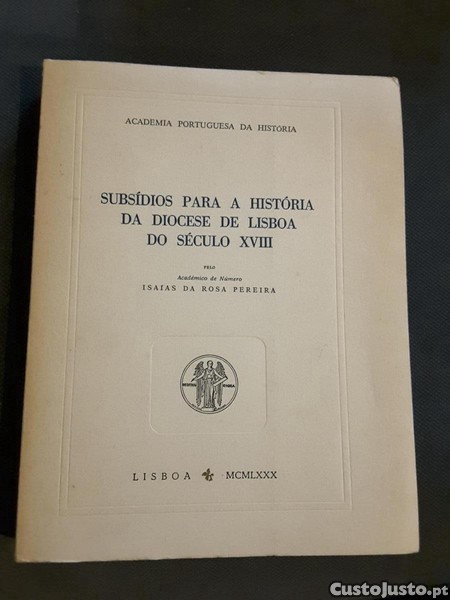 ACADEMIA PORTUGUESA DA HISTÓRIA
SUBSÍDIOS PARA A HISTÓRIA
DA DIOCESE DE LISBOA
DO SÉCULO XVIII
PELO
Académico de Número
ISAÍAS DA ROSA PEREIRA
LISBOA MCMLXXX
CustoJusto.pt